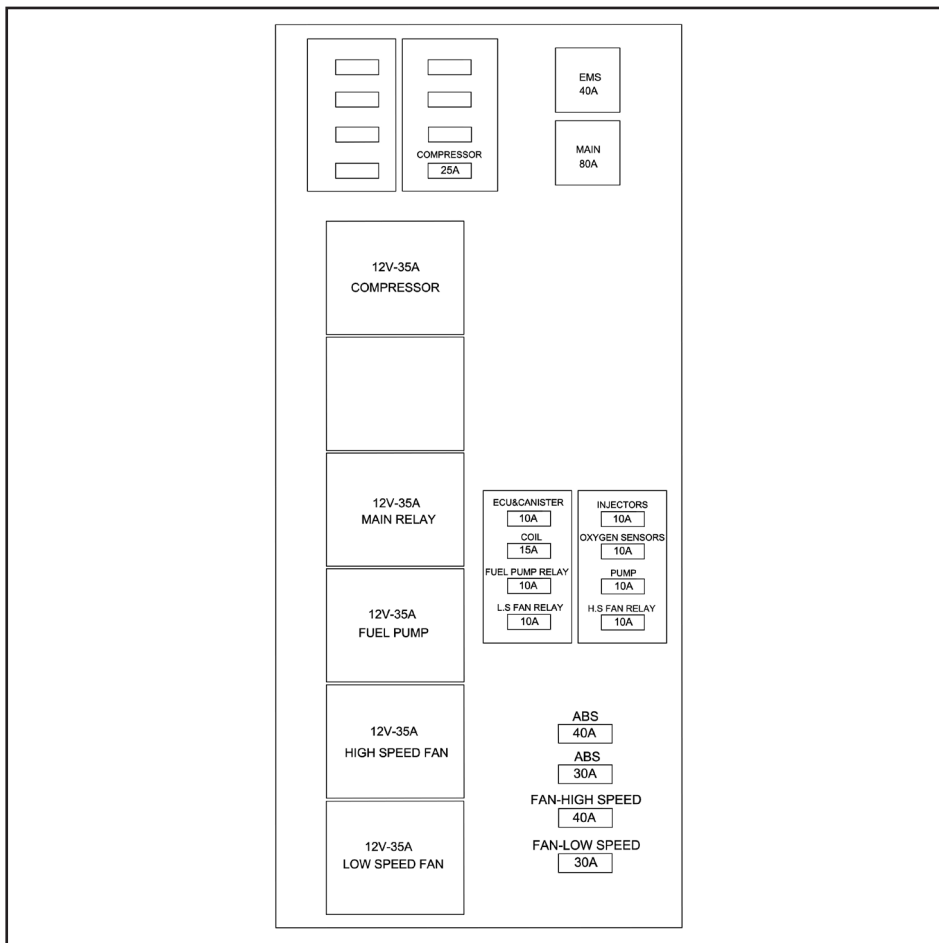 EMS
40A
MAIN
80A
COMPRESSOR
25A
12V-35A
COMPRESSOR
12V-35A
MAIN RELAY
12V-35A
FUEL PUMP
12V-35A
HIGH SPEED FAN
12V-35A
LOW SPEED FAN
ECU&CANISTER
10A
COIL
15A
FUEL PUMP RELAY
10A
L.S FAN RELAY
10A
INJECTORS
10A
OXYGEN SENSORS
10A
PUMP
10A
H.S FAN RELAY
10A
ABS
40A
ABS
30A
FAN-HIGH SPEED
40A
FAN-LOW SPEED
30A